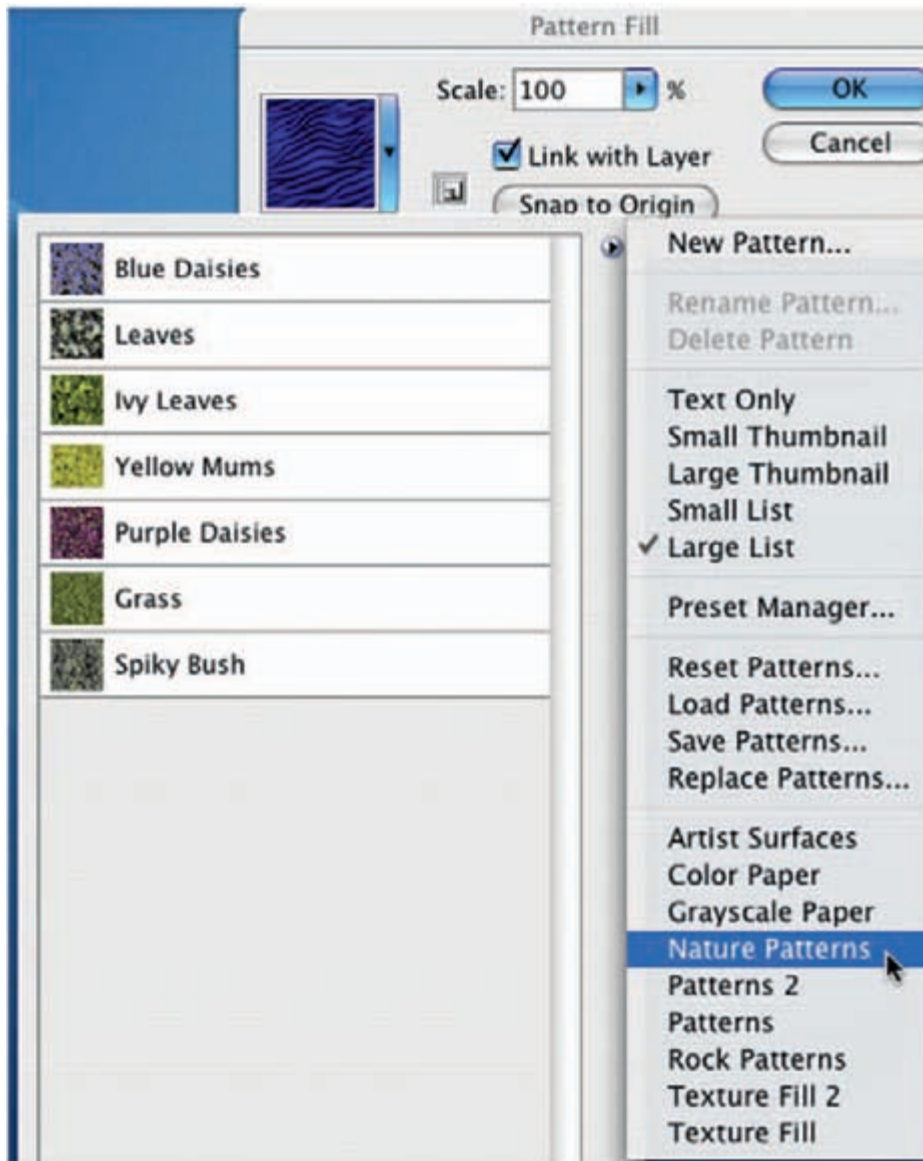 Pattern Fill
Scale: 100 %
OK
Link with Layer
Cancel
Snap to Origin
Blue Daisies
Leaves
Ivy Leaves
Yellow Mums
Purple Daisies
Grass
Spiky Bush
New Pattern...
Rename Pattern...
Delete Pattern
Text Only
Small Thumbnail
Large Thumbnail
Small List
Large List
Preset Manager...
Reset Patterns...
Load Patterns...
Save Patterns...
Replace Patterns...
Artist Surfaces
Color Paper
Grayscale Paper
Nature Patterns
Patterns 2
Patterns
Rock Patterns
Texture Fill 2
Texture Fill